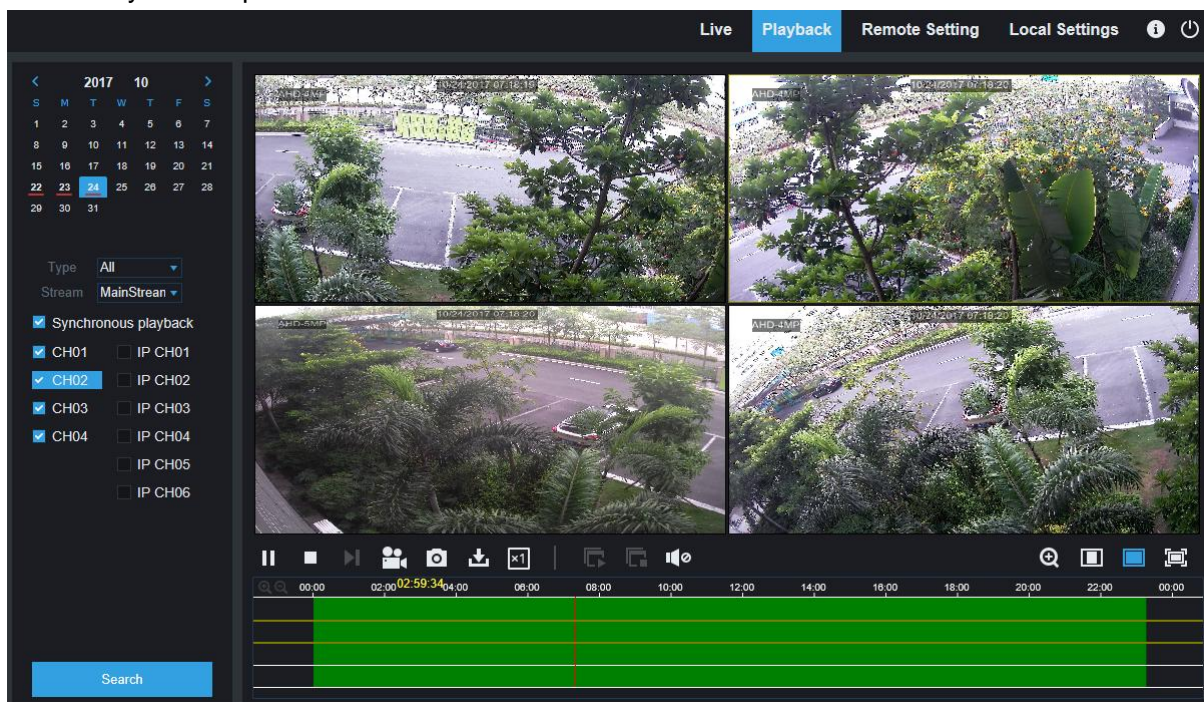 Live Playback Remote Setting Local Settings
2017 10
S M T W T F S
1 2 3 4 5 6 7
8 9 10 11 12 13 14
15 16 17 18 19 20 21
22 23 24 25 26 27 28
29 30 31
Type All
Stream MainStrean
Synchronous playback
CH01 IP CH01
CH02 IP CH02
CH03 IP CH03
CH04 IP CH04
IP CH05
IP CH06
Search
AHD-4MP 10/24/2017 07:18:19
AHD-4MP 10/24/2017 07:18:20
AHD-5MP 10/24/2017 07:18:20
AHD-4MP 10/24/2017 07:18:20
×1
00:00 02:00 02:59:34 04:00 06:00 08:00 10:00 12:00 14:00 16:00 18:00 20:00 22:00 00:00